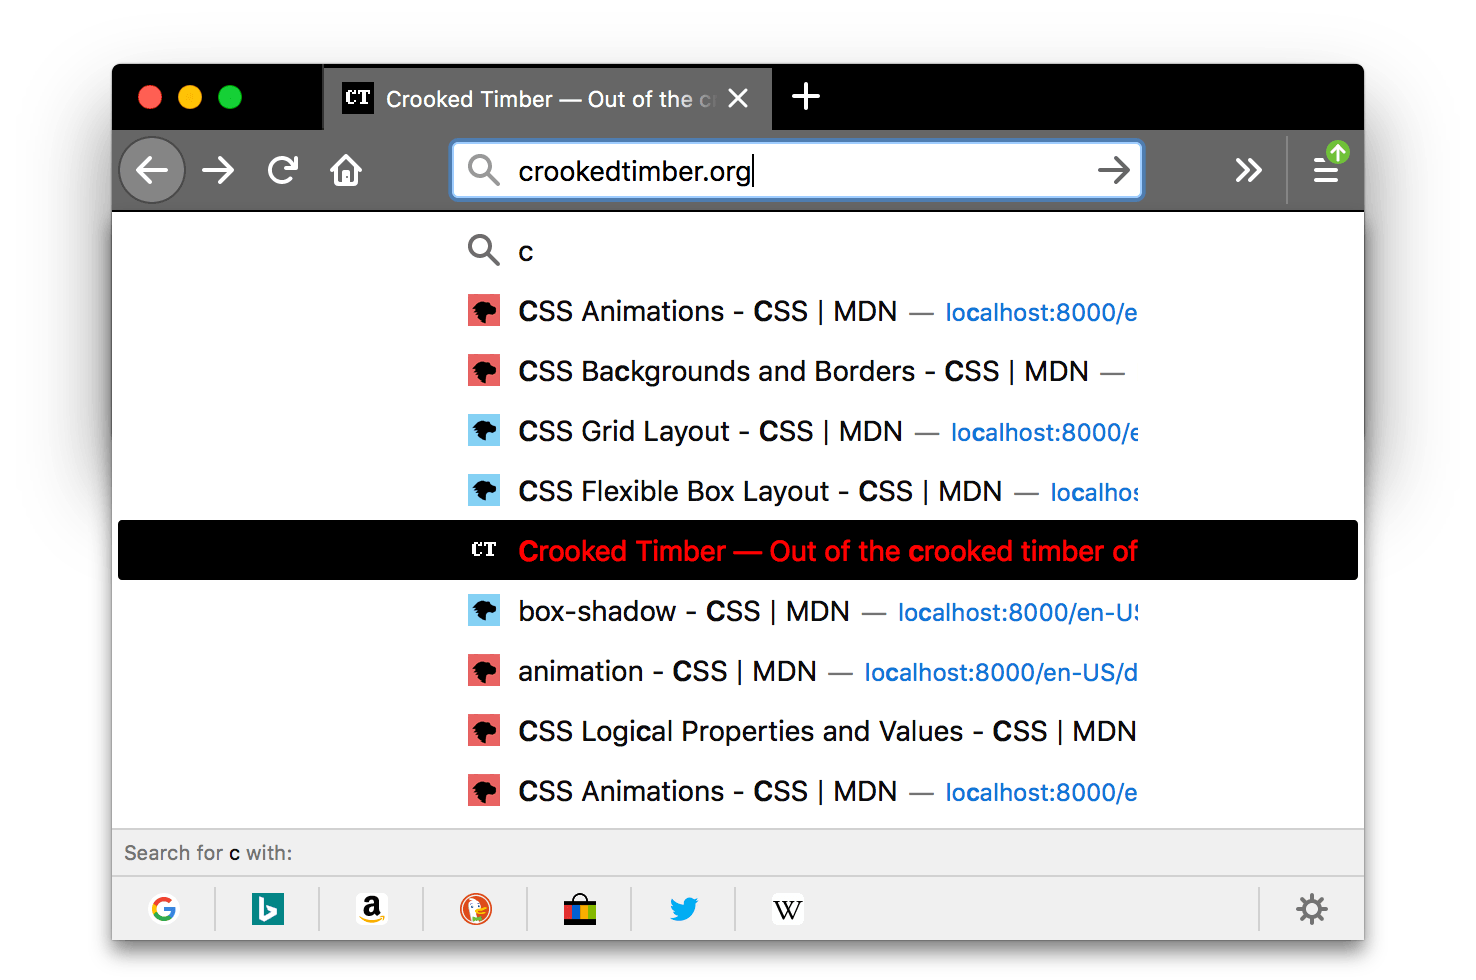 CT Crooked Timber — Out of the c
crookedtimber.org
c
CSS Animations - CSS | MDN — localhost:8000/e
CSS Backgrounds and Borders - CSS | MDN —
CSS Grid Layout - CSS | MDN — localhost:8000/e
CSS Flexible Box Layout - CSS | MDN — localhos
CT Crooked Timber — Out of the crooked timber of
box-shadow - CSS | MDN — localhost:8000/en-US
animation - CSS | MDN — localhost:8000/en-US/d
CSS Logical Properties and Values - CSS | MDN
CSS Animations - CSS | MDN — localhost:8000/e
Search for c with:
G b a W